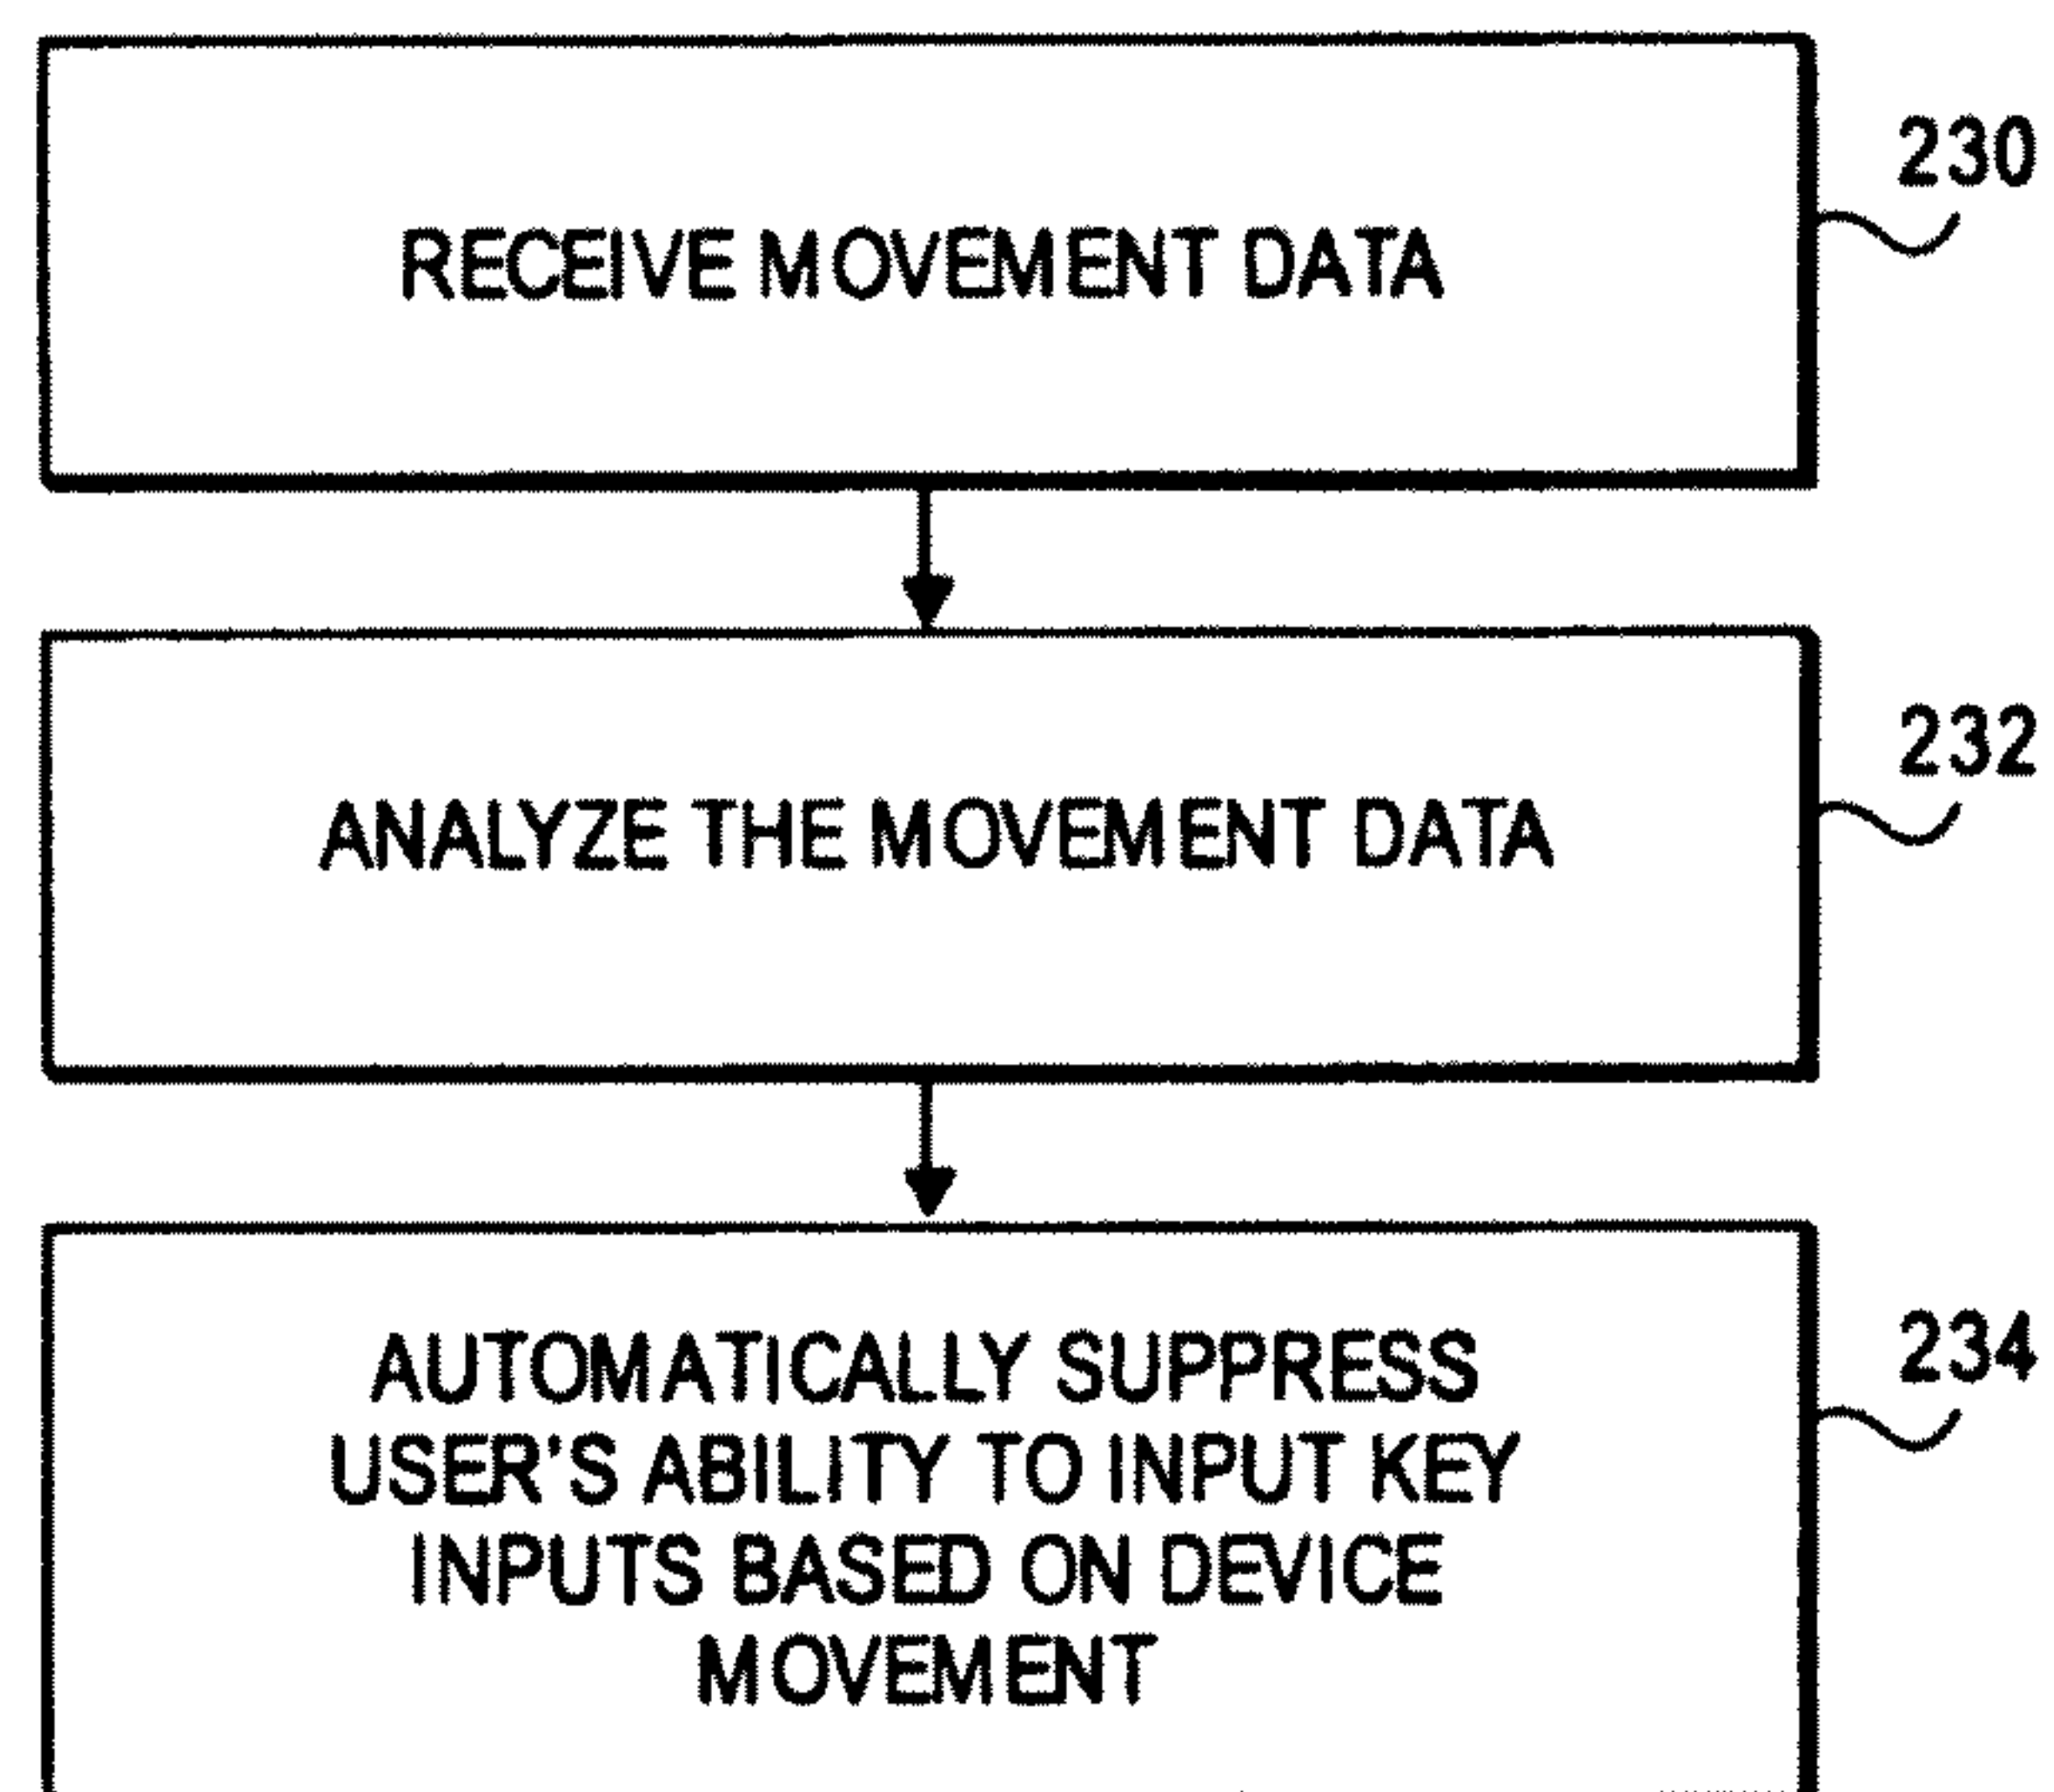 230
RECEIVE MOVEMENT DATA
232
ANALYZE THE MOVEMENT DATA
234
AUTOMATICALLY SUPPRESS
USER'S ABILITY TO INPUT KEY
INPUTS BASED ON DEVICE
MOVEMENT